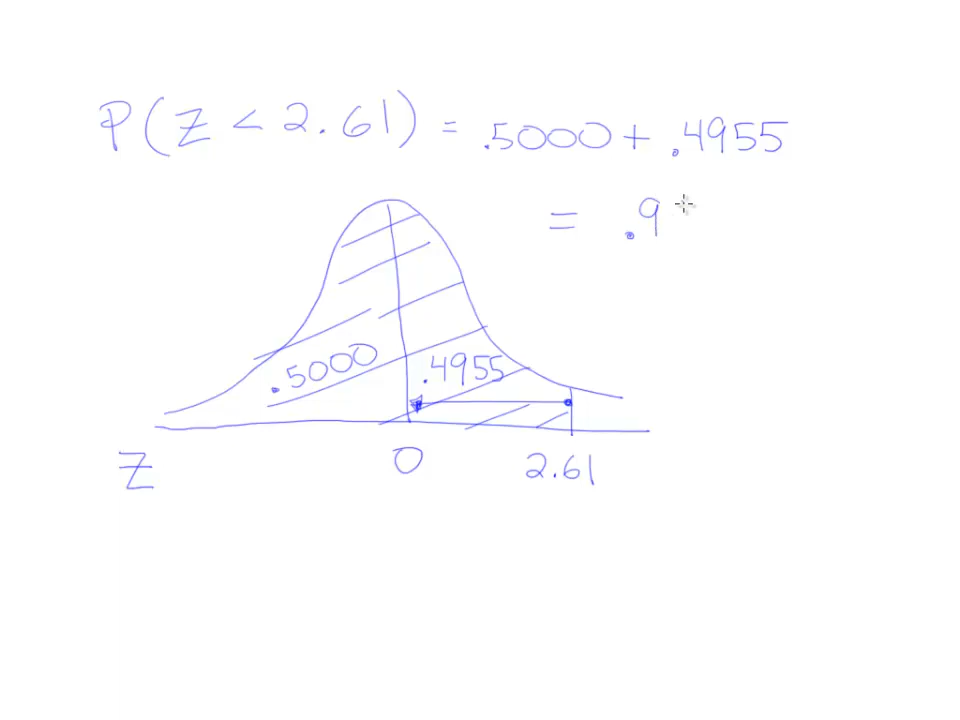 P(Z < 2.61) = .5000 + .4955
= .9
.5000 .4955
Z 0 2.61